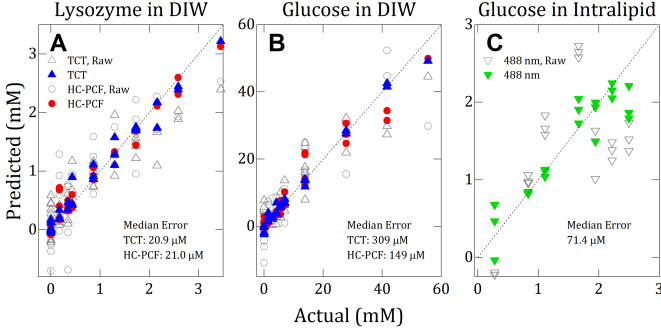 Lysozyme in DIW
Glucose in DIW
Glucose in Intralipid
A
TCT, Raw
TCT
HC-PCF, Raw
HC-PCF
B
C
488 nm, Raw
488 nm
Predicted (mM)
3
2
1
0
60
40
20
0
3
2
1
0
Median Error
TCT: 20.9 µM
HC-PCF: 21.0 µM
Median Error
TCT: 309 µM
HC-PCF: 149 µM
Median Error
71.4 µM
0 1 2 3
0 20 40 60
0 1 2 3
Actual (mM)